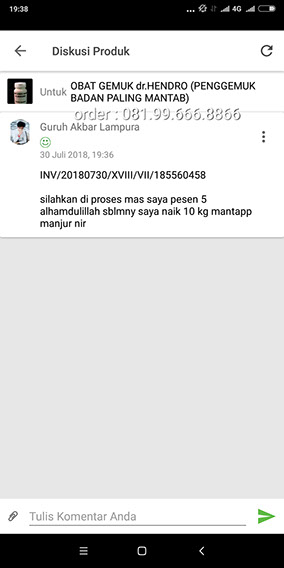 19:38
... 4G
Diskusi Produk
Untuk OBAT GEMUK dr.HENDRO (PENGGEMUK
BADAN PALING MANTAB)
order : 081.99.666.8866
Guruh Akbar Lampura
30 Juli 2018, 19:36
INV/20180730/XVIII/VII/185560458
silahkan di proses mas saya pesen 5
alhamdulillah sblmny saya naik 10 kg mantapp
manjur nir
Tulis Komentar Anda